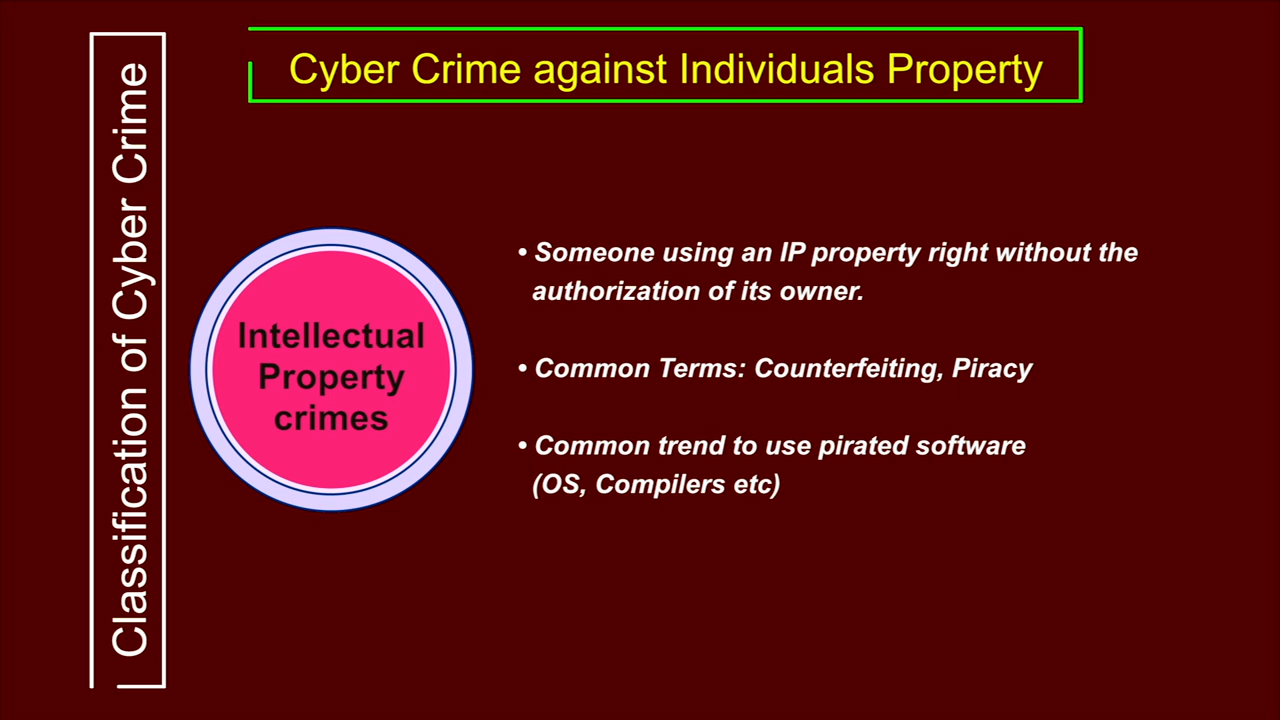 Classification of Cyber Crime
Cyber Crime against Individuals Property
Intellectual
Property
crimes
• Someone using an IP property right without the
authorization of its owner.
• Common Terms: Counterfeiting, Piracy
• Common trend to use pirated software
(OS, Compilers etc)